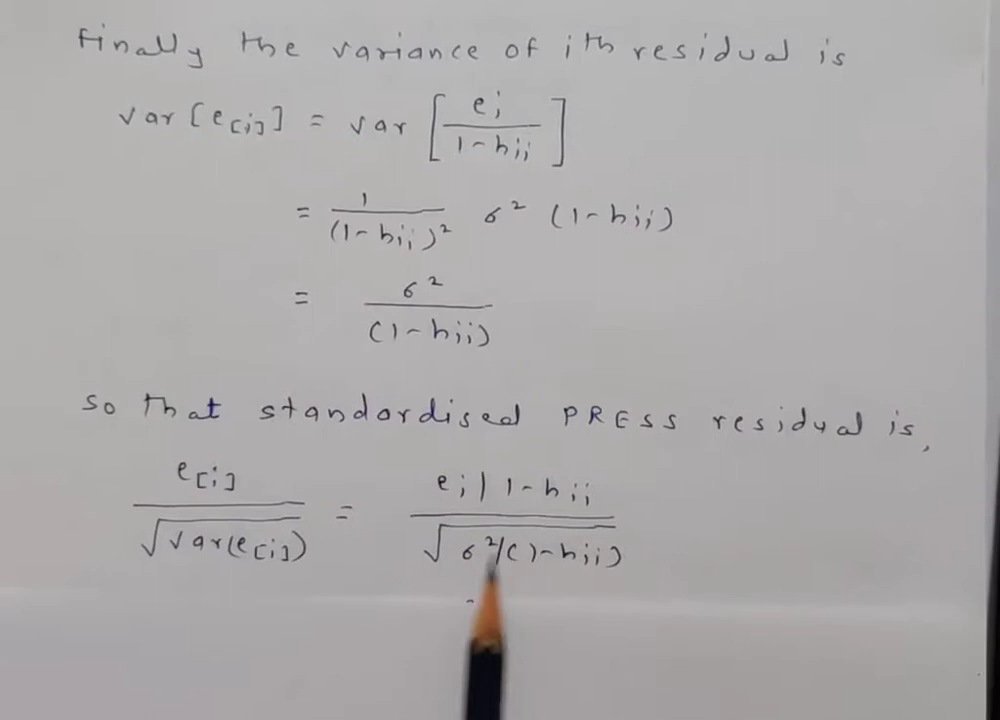 Finally the variance of ith residual is
var[e[i]] = var [ei / 1-hii]
= 1 / (1-hii)² σ² (1-hii)
= σ² / (1-hii)
so that standardised PRESS residual is,
e[i] / √var(e[i]) = ei|1-hii / √σ²/(1-hii)